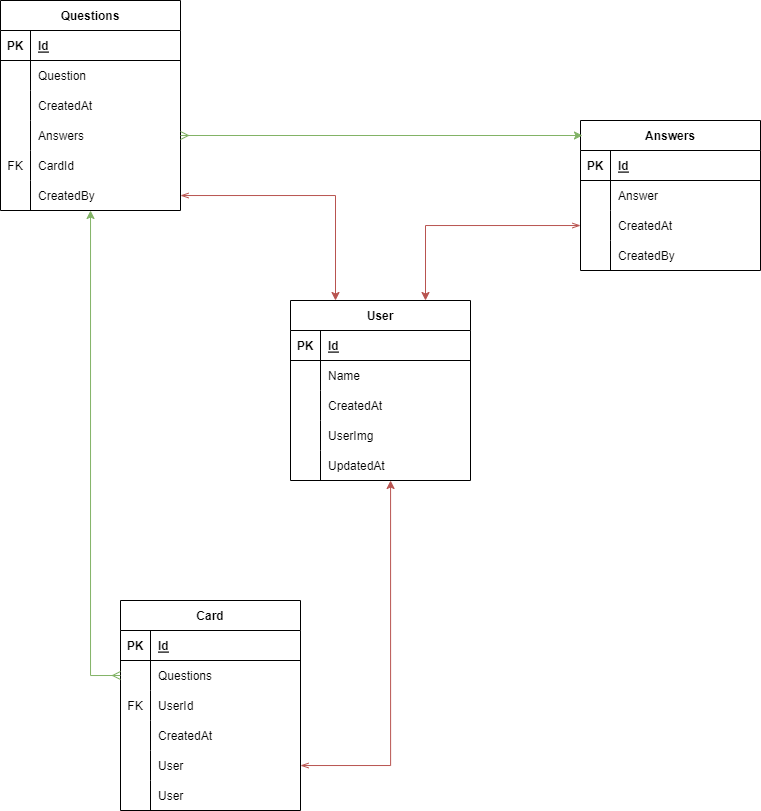 Questions
PK Id
Question
CreatedAt
Answers
FK CardId
CreatedBy
Answers
PK Id
Answer
CreatedAt
CreatedBy
User
PK Id
Name
CreatedAt
UserImg
UpdatedAt
Card
PK Id
Questions
FK UserId
CreatedAt
User
User